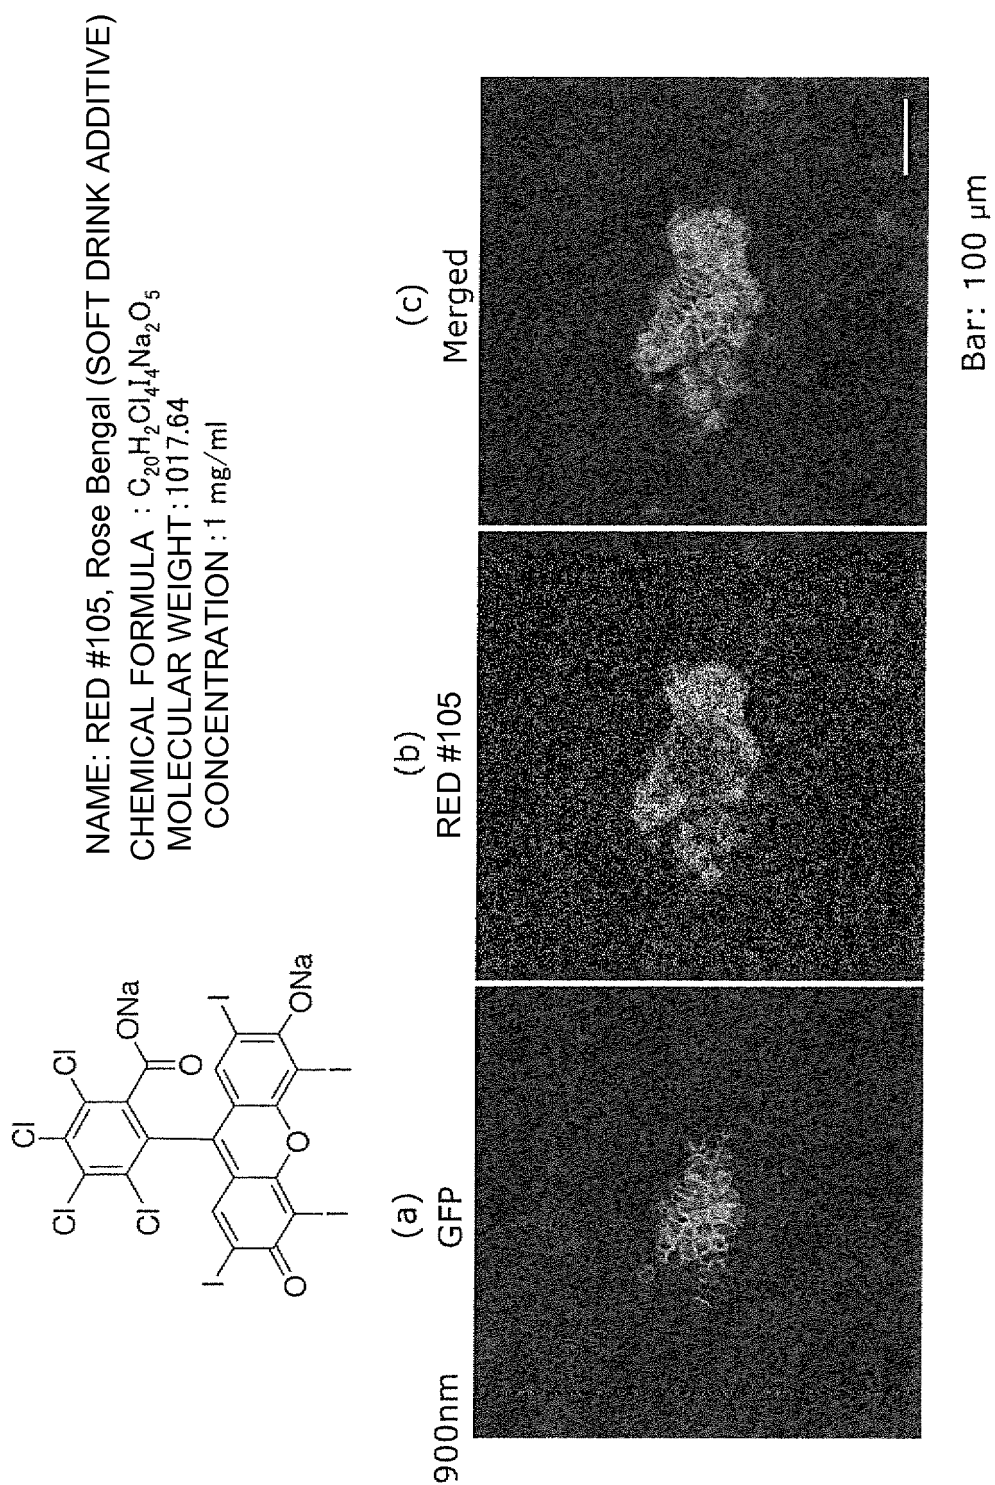 NAME: RED #105, Rose Bengal (SOFT DRINK ADDITIVE)
CHEMICAL FORMULA : C20H2Cl4I4Na2O5
MOLECULAR WEIGHT:1017.64
CONCENTRATION :1 mg/ml
Cl
Cl
Cl
Cl
ONa
O
I
I
O
O
I
I
ONa
900nm
(a)
GFP
(b)
RED #105
(c)
Merged
Bar: 100 µm